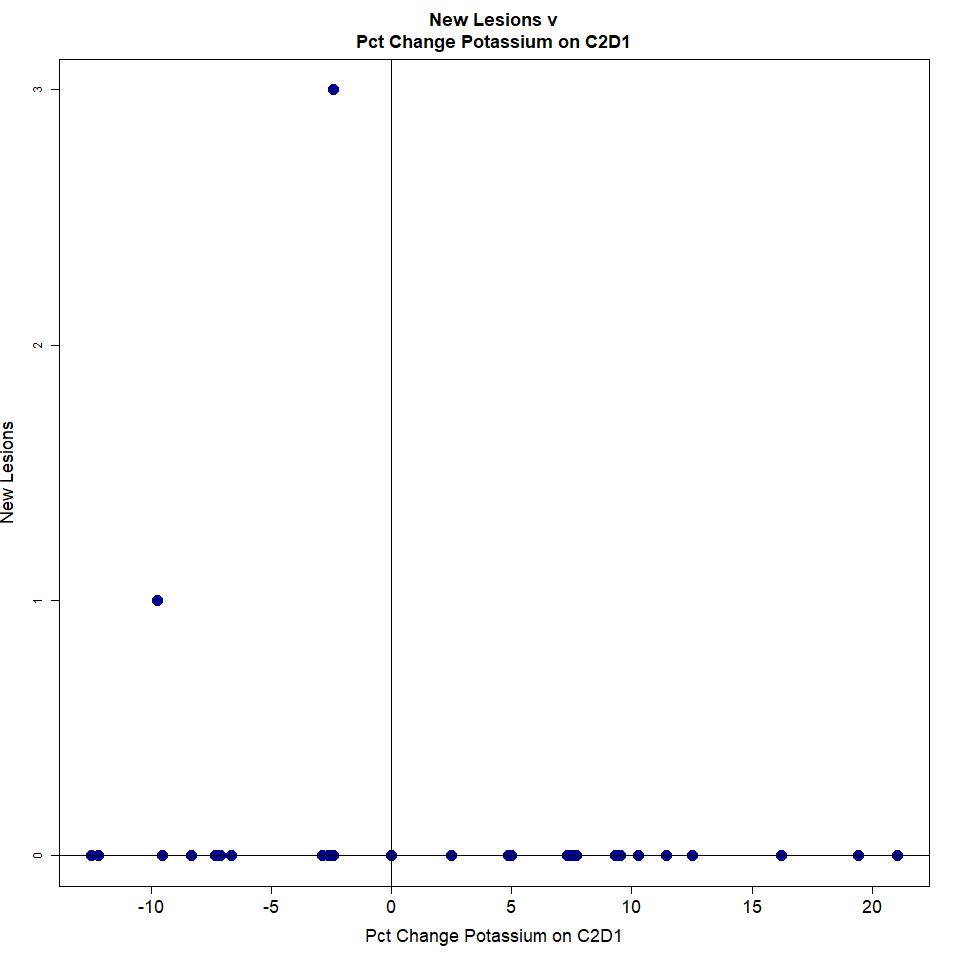 New Lesions v
Pct Change Potassium on C2D1
3
2
1
0
New Lesions
-10 -5 0 5 10 15 20
Pct Change Potassium on C2D1